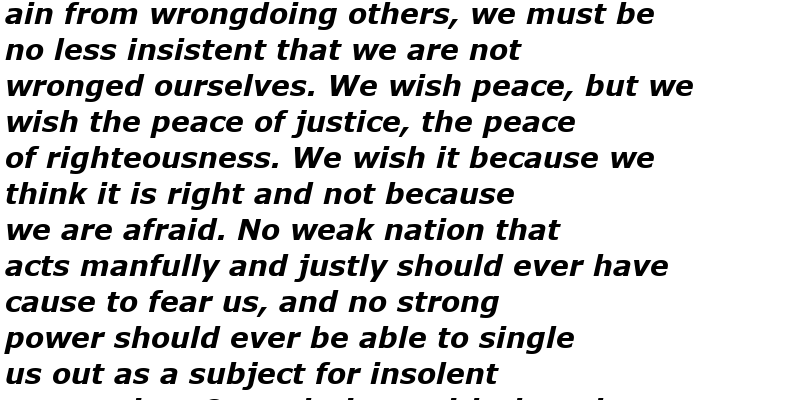 ain from wrongdoing others, we must be
no less insistent that we are not
wronged ourselves. We wish peace, but we
wish the peace of justice, the peace
of righteousness. We wish it because we
think it is right and not because
we are afraid. No weak nation that
acts manfully and justly should ever have
cause to fear us, and no strong
power should ever be able to single
us out as a subject for insolent